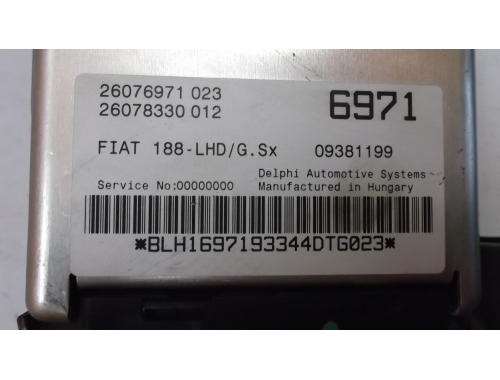 26076971 023
26078330 012
6971
FIAT 188-LHD/G.Sx 09381199
Delphi Automotive Systems
Service No:00000000 Manufactured in Hungary
*BLH1697193344DTG023*